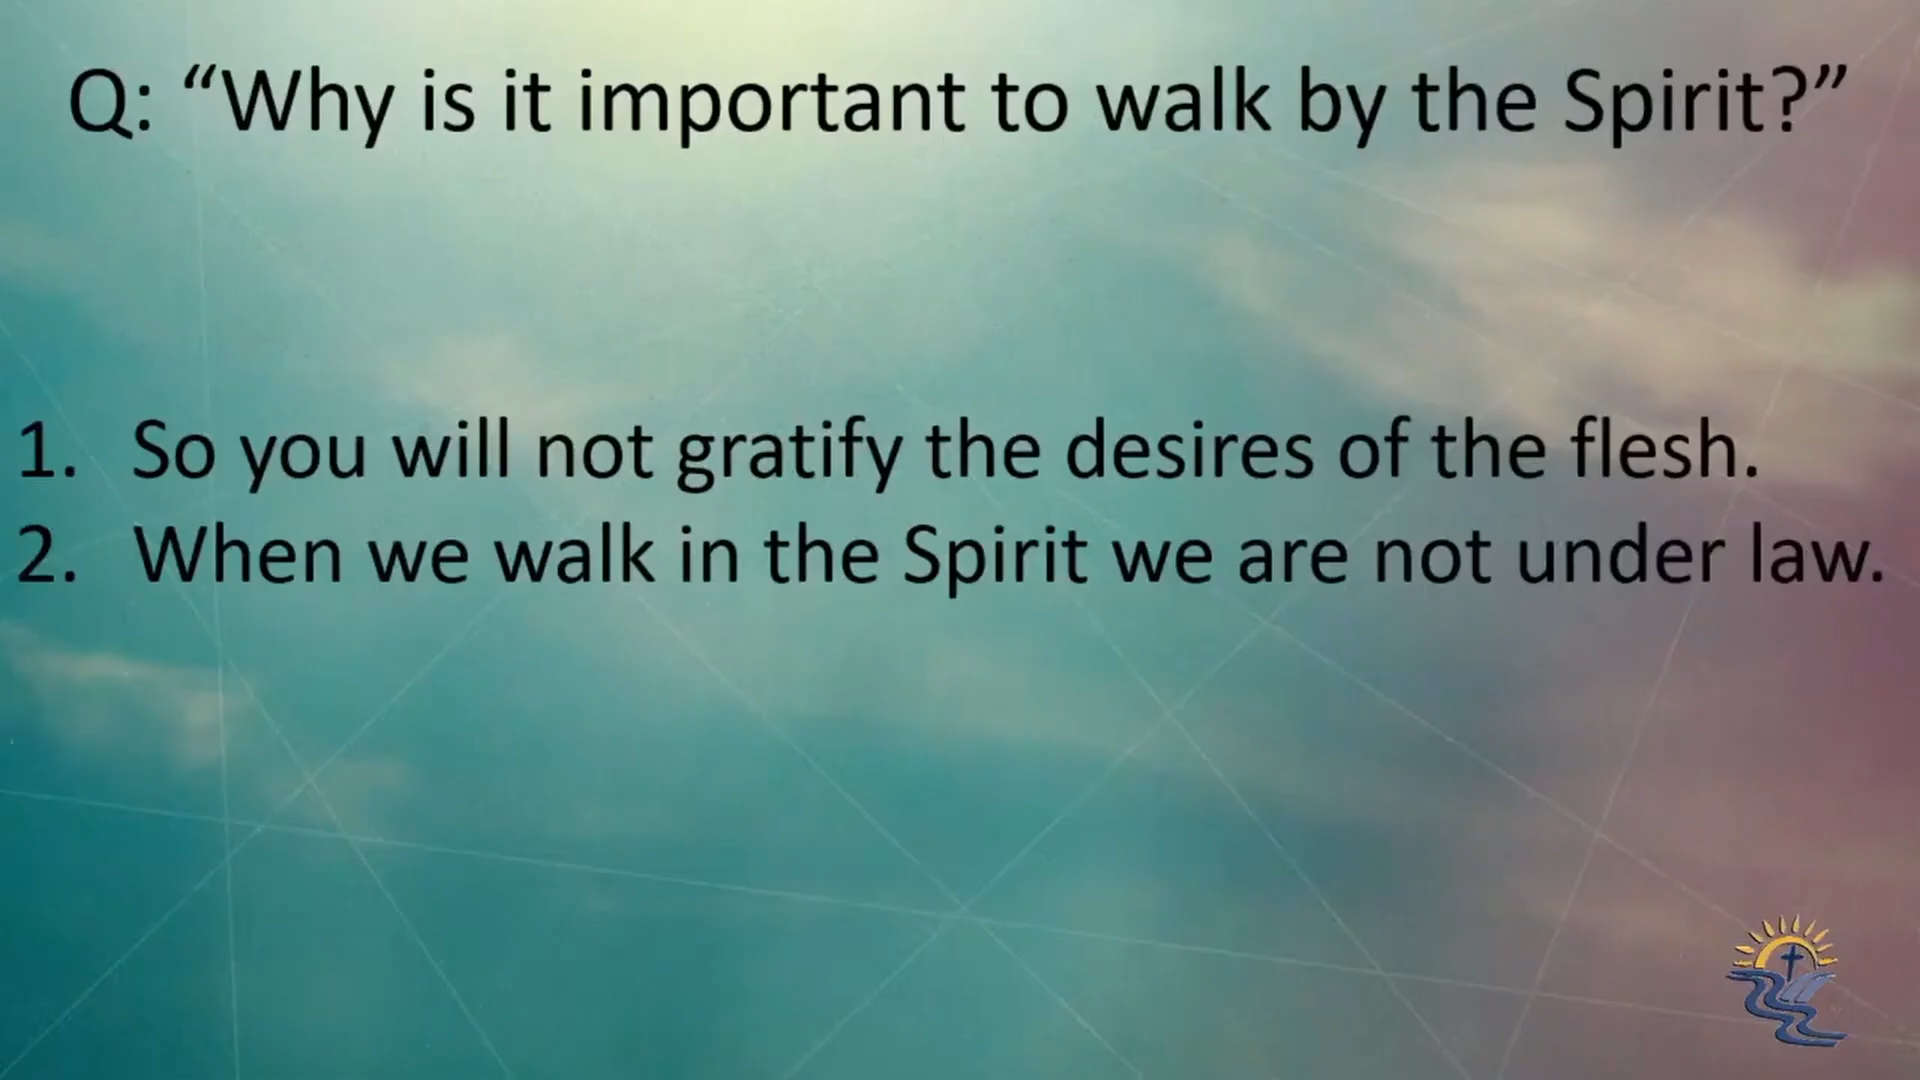 Q: “Why is it important to walk by the Spirit?”
1. So you will not gratify the desires of the flesh.
2. When we walk in the Spirit we are not under law.